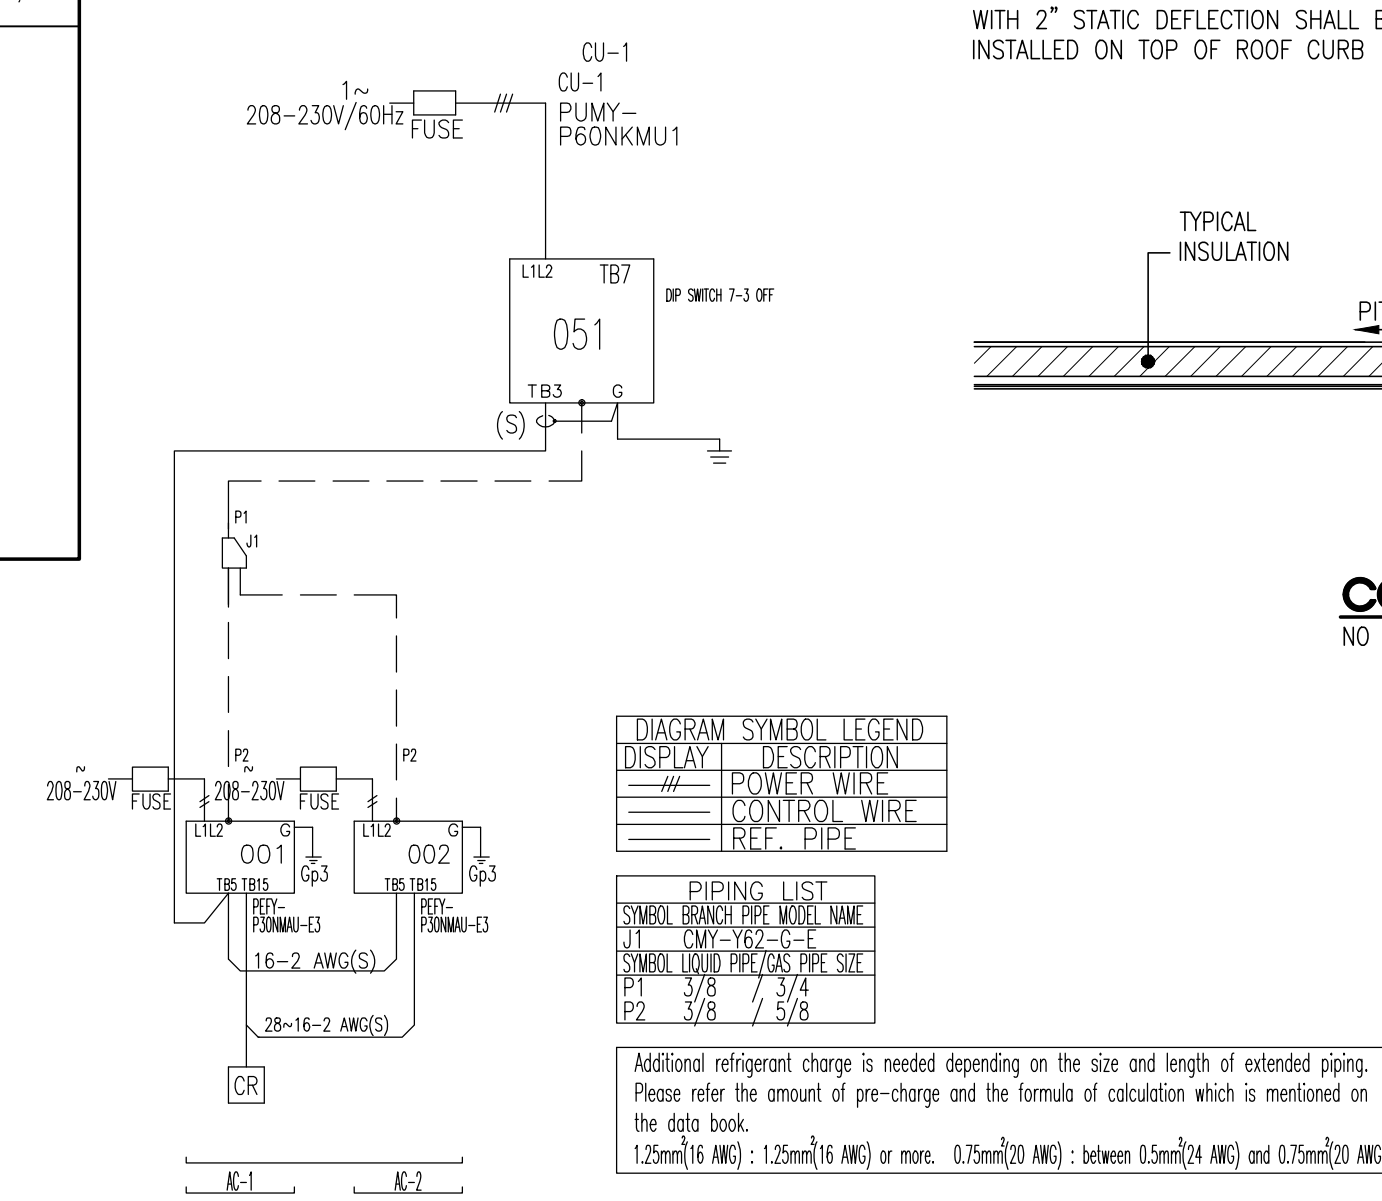 WITH 2" STATIC DEFLECTION SHALL
INSTALLED ON TOP OF ROOF CURB
CU-1
CU-1
PUMY-
P60NKMU1
1~
208-230V/60Hz
FUSE
TYPICAL
INSULATION
L1L2 TB7
DIP SWITCH 7-3 OFF
051
TB3 G
(S)
P1
J1
NO
P2
P2
~
208-230V
FUSE
~
208-230V
FUSE
L1L2 G
001
Gp3
TB5 TB15
PEFY-
P30NMAU-E3
L1L2 G
002
Gp3
TB5 TB15
PEFY-
P30NMAU-E3
16-2 AWG(S)
28~16-2 AWG(S)
CR
AC-1
AC-2
DIAGRAM SYMBOL LEGEND
DISPLAY DESCRIPTION
POWER WIRE
CONTROL WIRE
REF. PIPE
PIPING LIST
SYMBOL BRANCH PIPE MODEL NAME
J1 CMY-Y62-G-E
SYMBOL LIQUID PIPE/GAS PIPE SIZE
P1 3/8 / 3/4
P2 3/8 / 5/8
Additional refrigerant charge is needed depending on the size and length of extended piping.
Please refer the amount of pre-charge and the formula of calculation which is mentioned on
the data book.
1.25mm²(16 AWG) : 1.25mm²(16 AWG) or more. 0.75mm²(20 AWG) : between 0.5mm²(24 AWG) and 0.75mm²(20 AWG